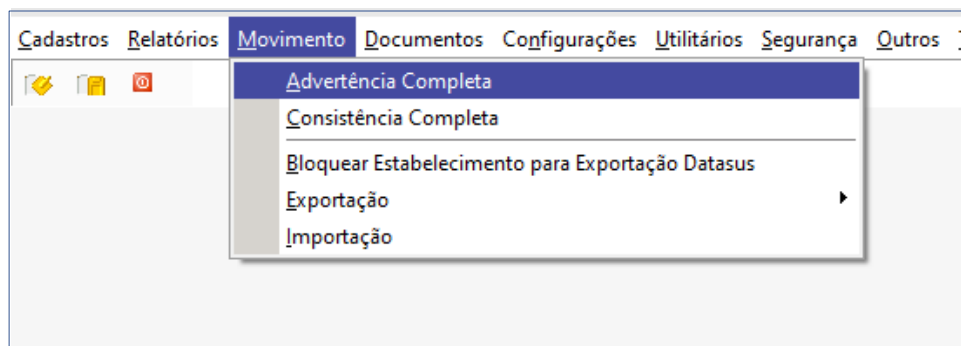 Cadastros Relatórios Movimento Documentos Configurações Utilitários Segurança Outros
Advertência Completa
Consistência Completa
Bloquear Estabelecimento para Exportação Datasus
Exportação
Importação